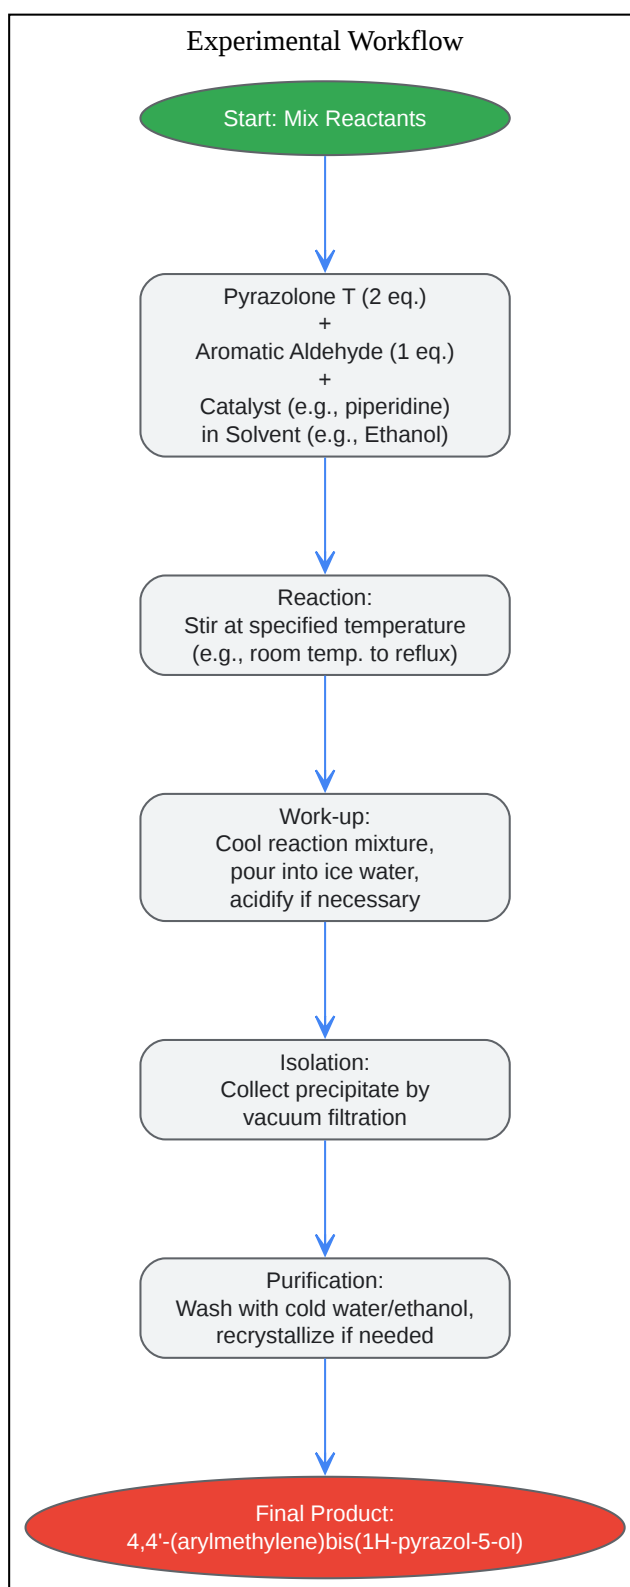 Experimental Workflow
Start: Mix Reactants
Pyrazolone T (2 eq.)
+
Aromatic Aldehyde (1 eq.)
+
Catalyst (e.g., piperidine)
in Solvent (e.g., Ethanol)
Reaction:
Stir at specified temperature
(e.g., room temp. to reflux)
Work-up:
Cool reaction mixture,
pour into ice water,
acidify if necessary
Isolation:
Collect precipitate by
vacuum filtration
Purification:
Wash with cold water/ethanol,
recrystallize if needed
Final Product:
4,4'-(arylmethylene)bis(1H-pyrazol-5-ol)